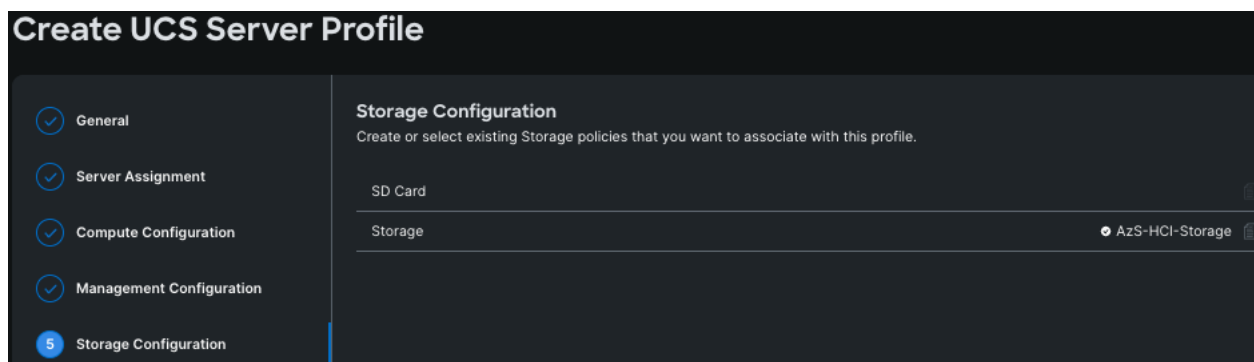 Create UCS Server Profile
General
Server Assignment
Compute Configuration
Management Configuration
5 Storage Configuration
Storage Configuration
Create or select existing Storage policies that you want to associate with this profile.
SD Card
Storage AzS-HCI-Storage